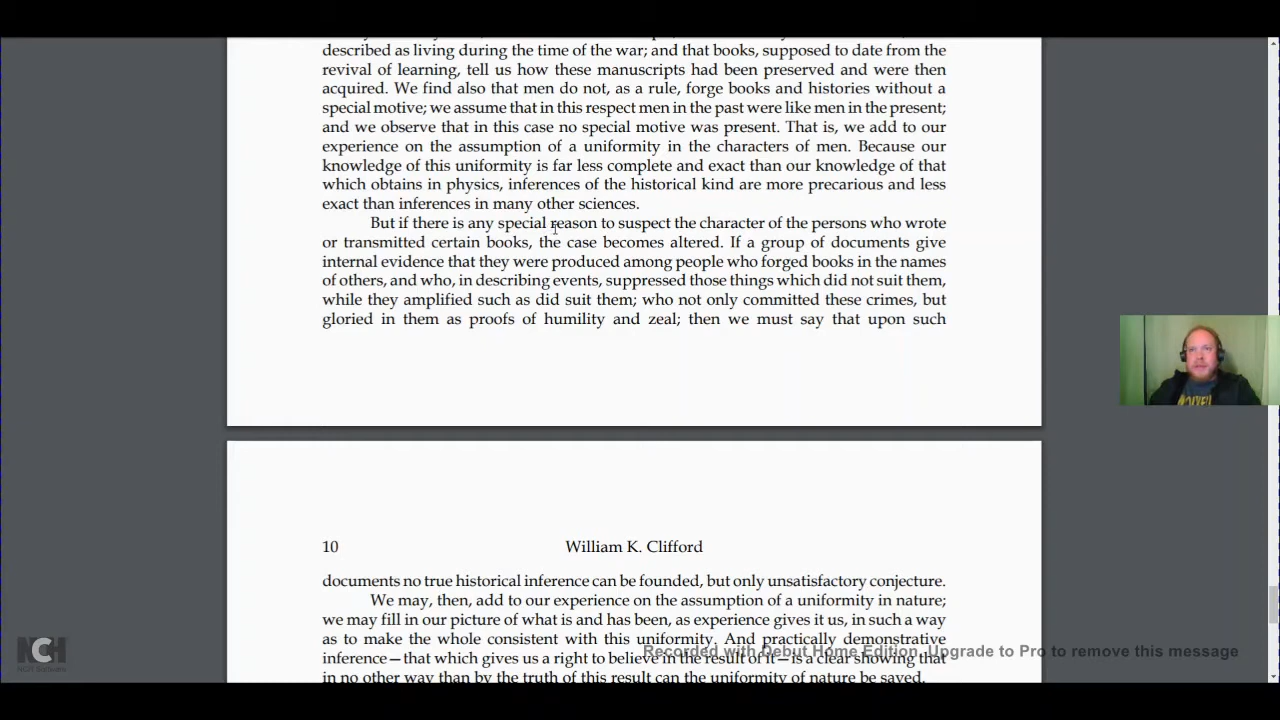 described as living during the time of the war; and that books, supposed to date from the
revival of learning, tell us how these manuscripts had been preserved and were then
acquired. We find also that men do not, as a rule, forge books and histories without a
special motive; we assume that in this respect men in the past were like men in the present;
and we observe that in this case no special motive was present. That is, we add to our
experience on the assumption of a uniformity in the characters of men. Because our
knowledge of this uniformity is far less complete and exact than our knowledge of that
which obtains in physics, inferences of the historical kind are more precarious and less
exact than inferences in many other sciences.
But if there is any special reason to suspect the character of the persons who wrote
or transmitted certain books, the case becomes altered. If a group of documents give
internal evidence that they were produced among people who forged books in the names
of others, and who, in describing events, suppressed those things which did not suit them,
while they amplified such as did suit them; who not only committed these crimes, but
gloried in them as proofs of humility and zeal; then we must say that upon such
10 William K. Clifford
documents no true historical inference can be founded, but only unsatisfactory conjecture.
We may, then, add to our experience on the assumption of a uniformity in nature;
we may fill in our picture of what is and has been, as experience gives it us, in such a way
as to make the whole consistent with this uniformity. And practically demonstrative
inference—that which gives us a right to believe in the result of it—is a clear showing that
in no other way than by the truth of this result can the uniformity of nature be saved.
Recorded with Debut Home Edition. Upgrade to Pro to remove this message
NCH